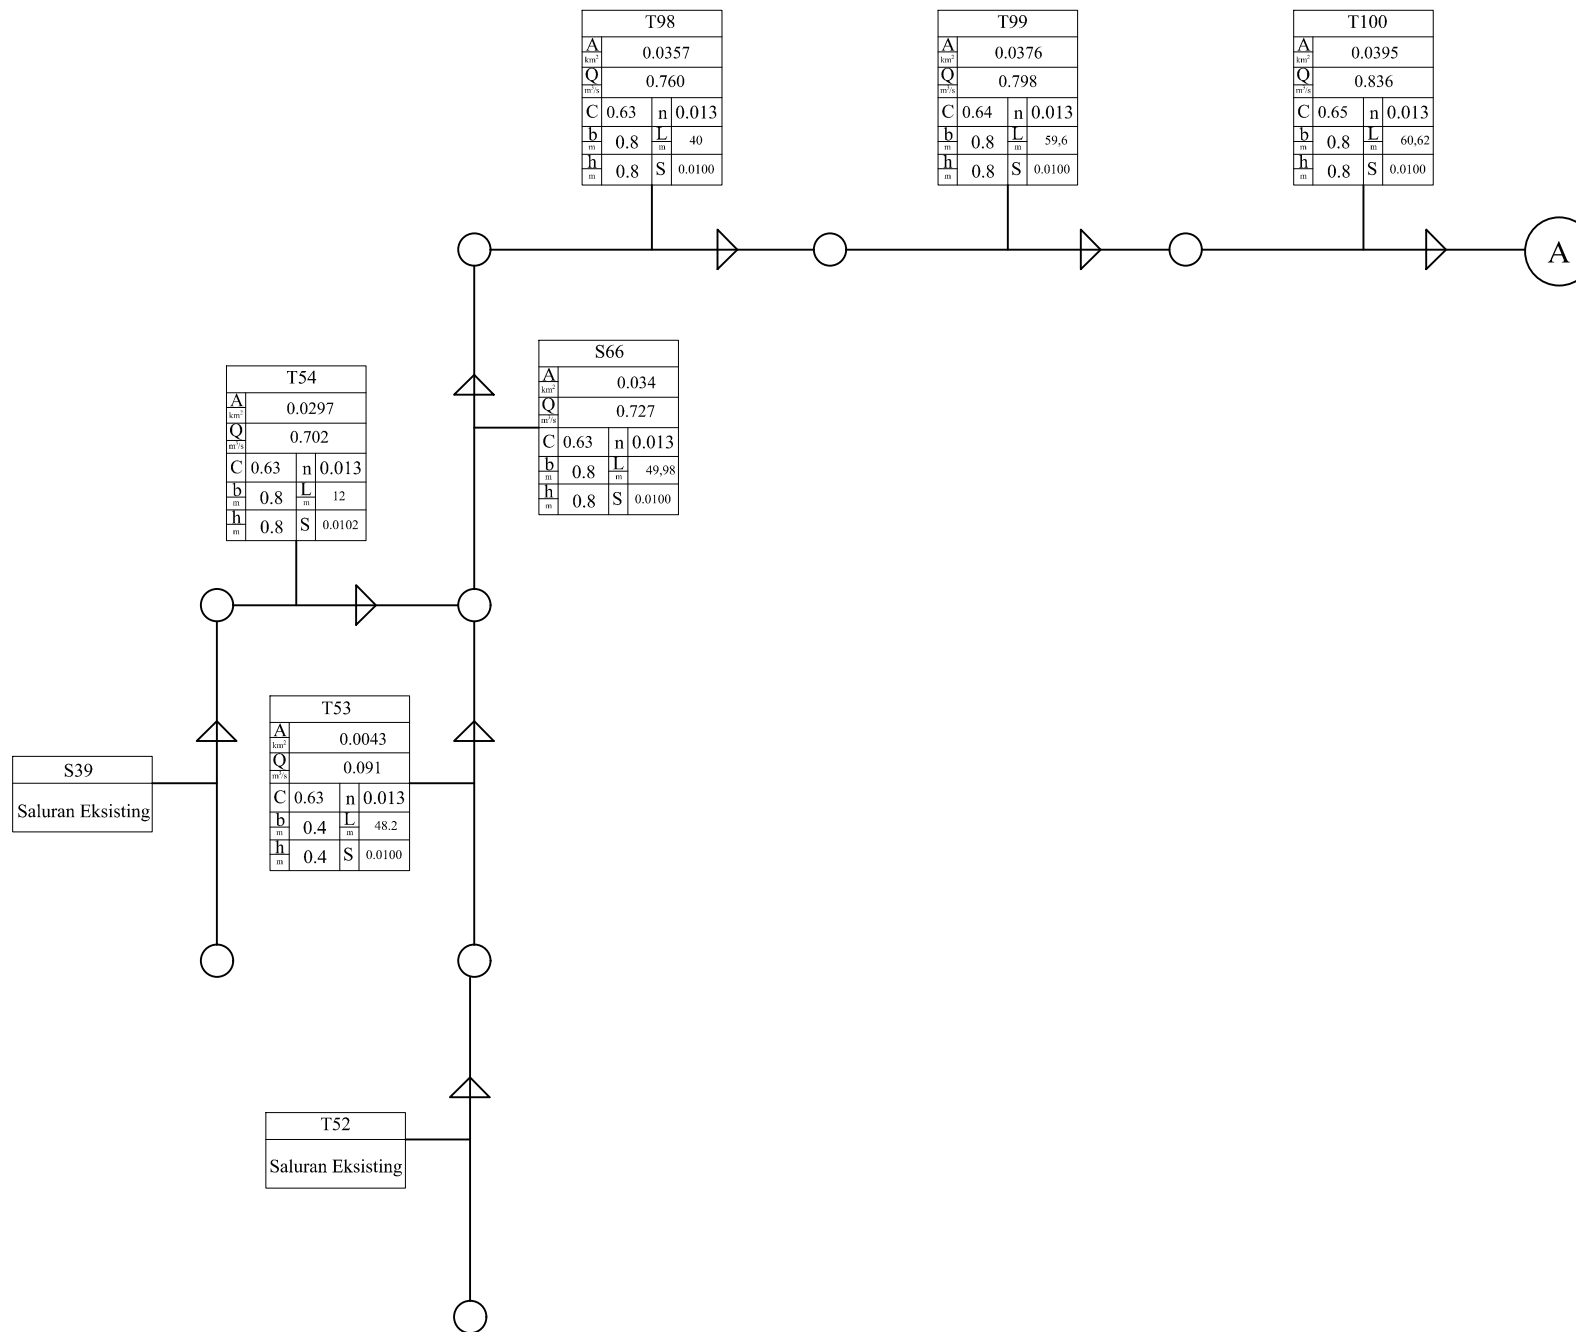 T98
A km² 0.0357
Q m³/s 0.760
C 0.63 n 0.013
b m 0.8 L m 40
h m 0.8 S 0.0100
T99
A km² 0.0376
Q m³/s 0.798
C 0.64 n 0.013
b m 0.8 L m 59,6
h m 0.8 S 0.0100
T100
A km² 0.0395
Q m³/s 0.836
C 0.65 n 0.013
b m 0.8 L m 60,62
h m 0.8 S 0.0100
A
S66
A km² 0.034
Q m³/s 0.727
C 0.63 n 0.013
b m 0.8 L m 49,98
h m 0.8 S 0.0100
T54
A km² 0.0297
Q m³/s 0.702
C 0.63 n 0.013
b m 0.8 L m 12
h m 0.8 S 0.0102
T53
A km² 0.0043
Q m³/s 0.091
C 0.63 n 0.013
b m 0.4 L m 48.2
h m 0.4 S 0.0100
S39
Saluran Eksisting
T52
Saluran Eksisting